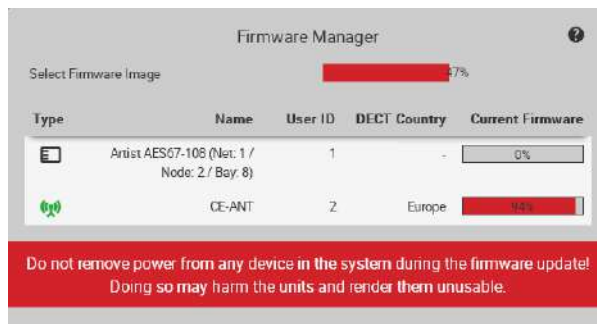 Firmware Manager
Select Firmware Image
47%
Type Name User ID DECT Country Current Firmware
Artist AES67-108 (Net: 1 / 1 - 0%
Node: 2 / Bay: 8)
CE-ANT 2 Europe 94%
Do not remove power from any device in the system during the firmware update!
Doing so may harm the units and render them unusable.